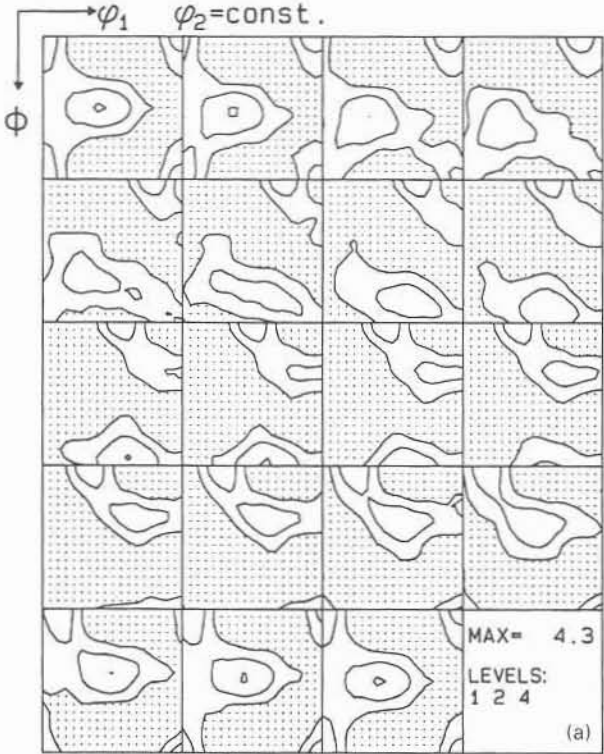 φ1 φ2=const.
Φ
MAX= 4.3
LEVELS:
1 2 4
(a)